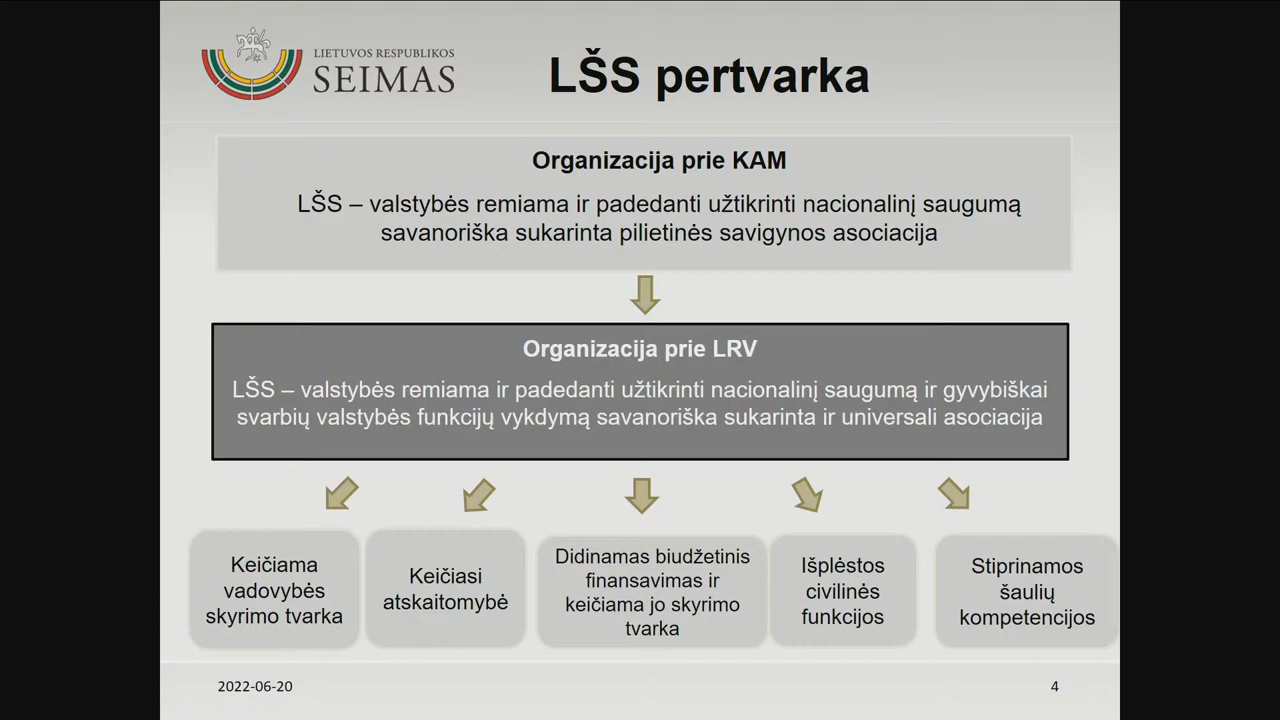 LIETUVOS RESPUBLIKOS
SEIMAS
LŠS pertvarka
Organizacija prie KAM
LŠS – valstybės remiama ir padedanti užtikrinti nacionalinį saugumą
savanoriška sukarinta pilietinės savigynos asociacija
Organizacija prie LRV
LŠS – valstybės remiama ir padedanti užtikrinti nacionalinį saugumą ir gyvybiškai
svarbių valstybės funkcijų vykdymą savanoriška sukarinta ir universali asociacija
Keičiama
vadovybės
skyrimo tvarka
Keičiasi
atskaitomybė
Didinamas biudžetinis
finansavimas ir
keičiama jo skyrimo
tvarka
Išplėstos
civilinės
funkcijos
Stiprinamos
šaulių
kompetencijos
2022-06-20
4